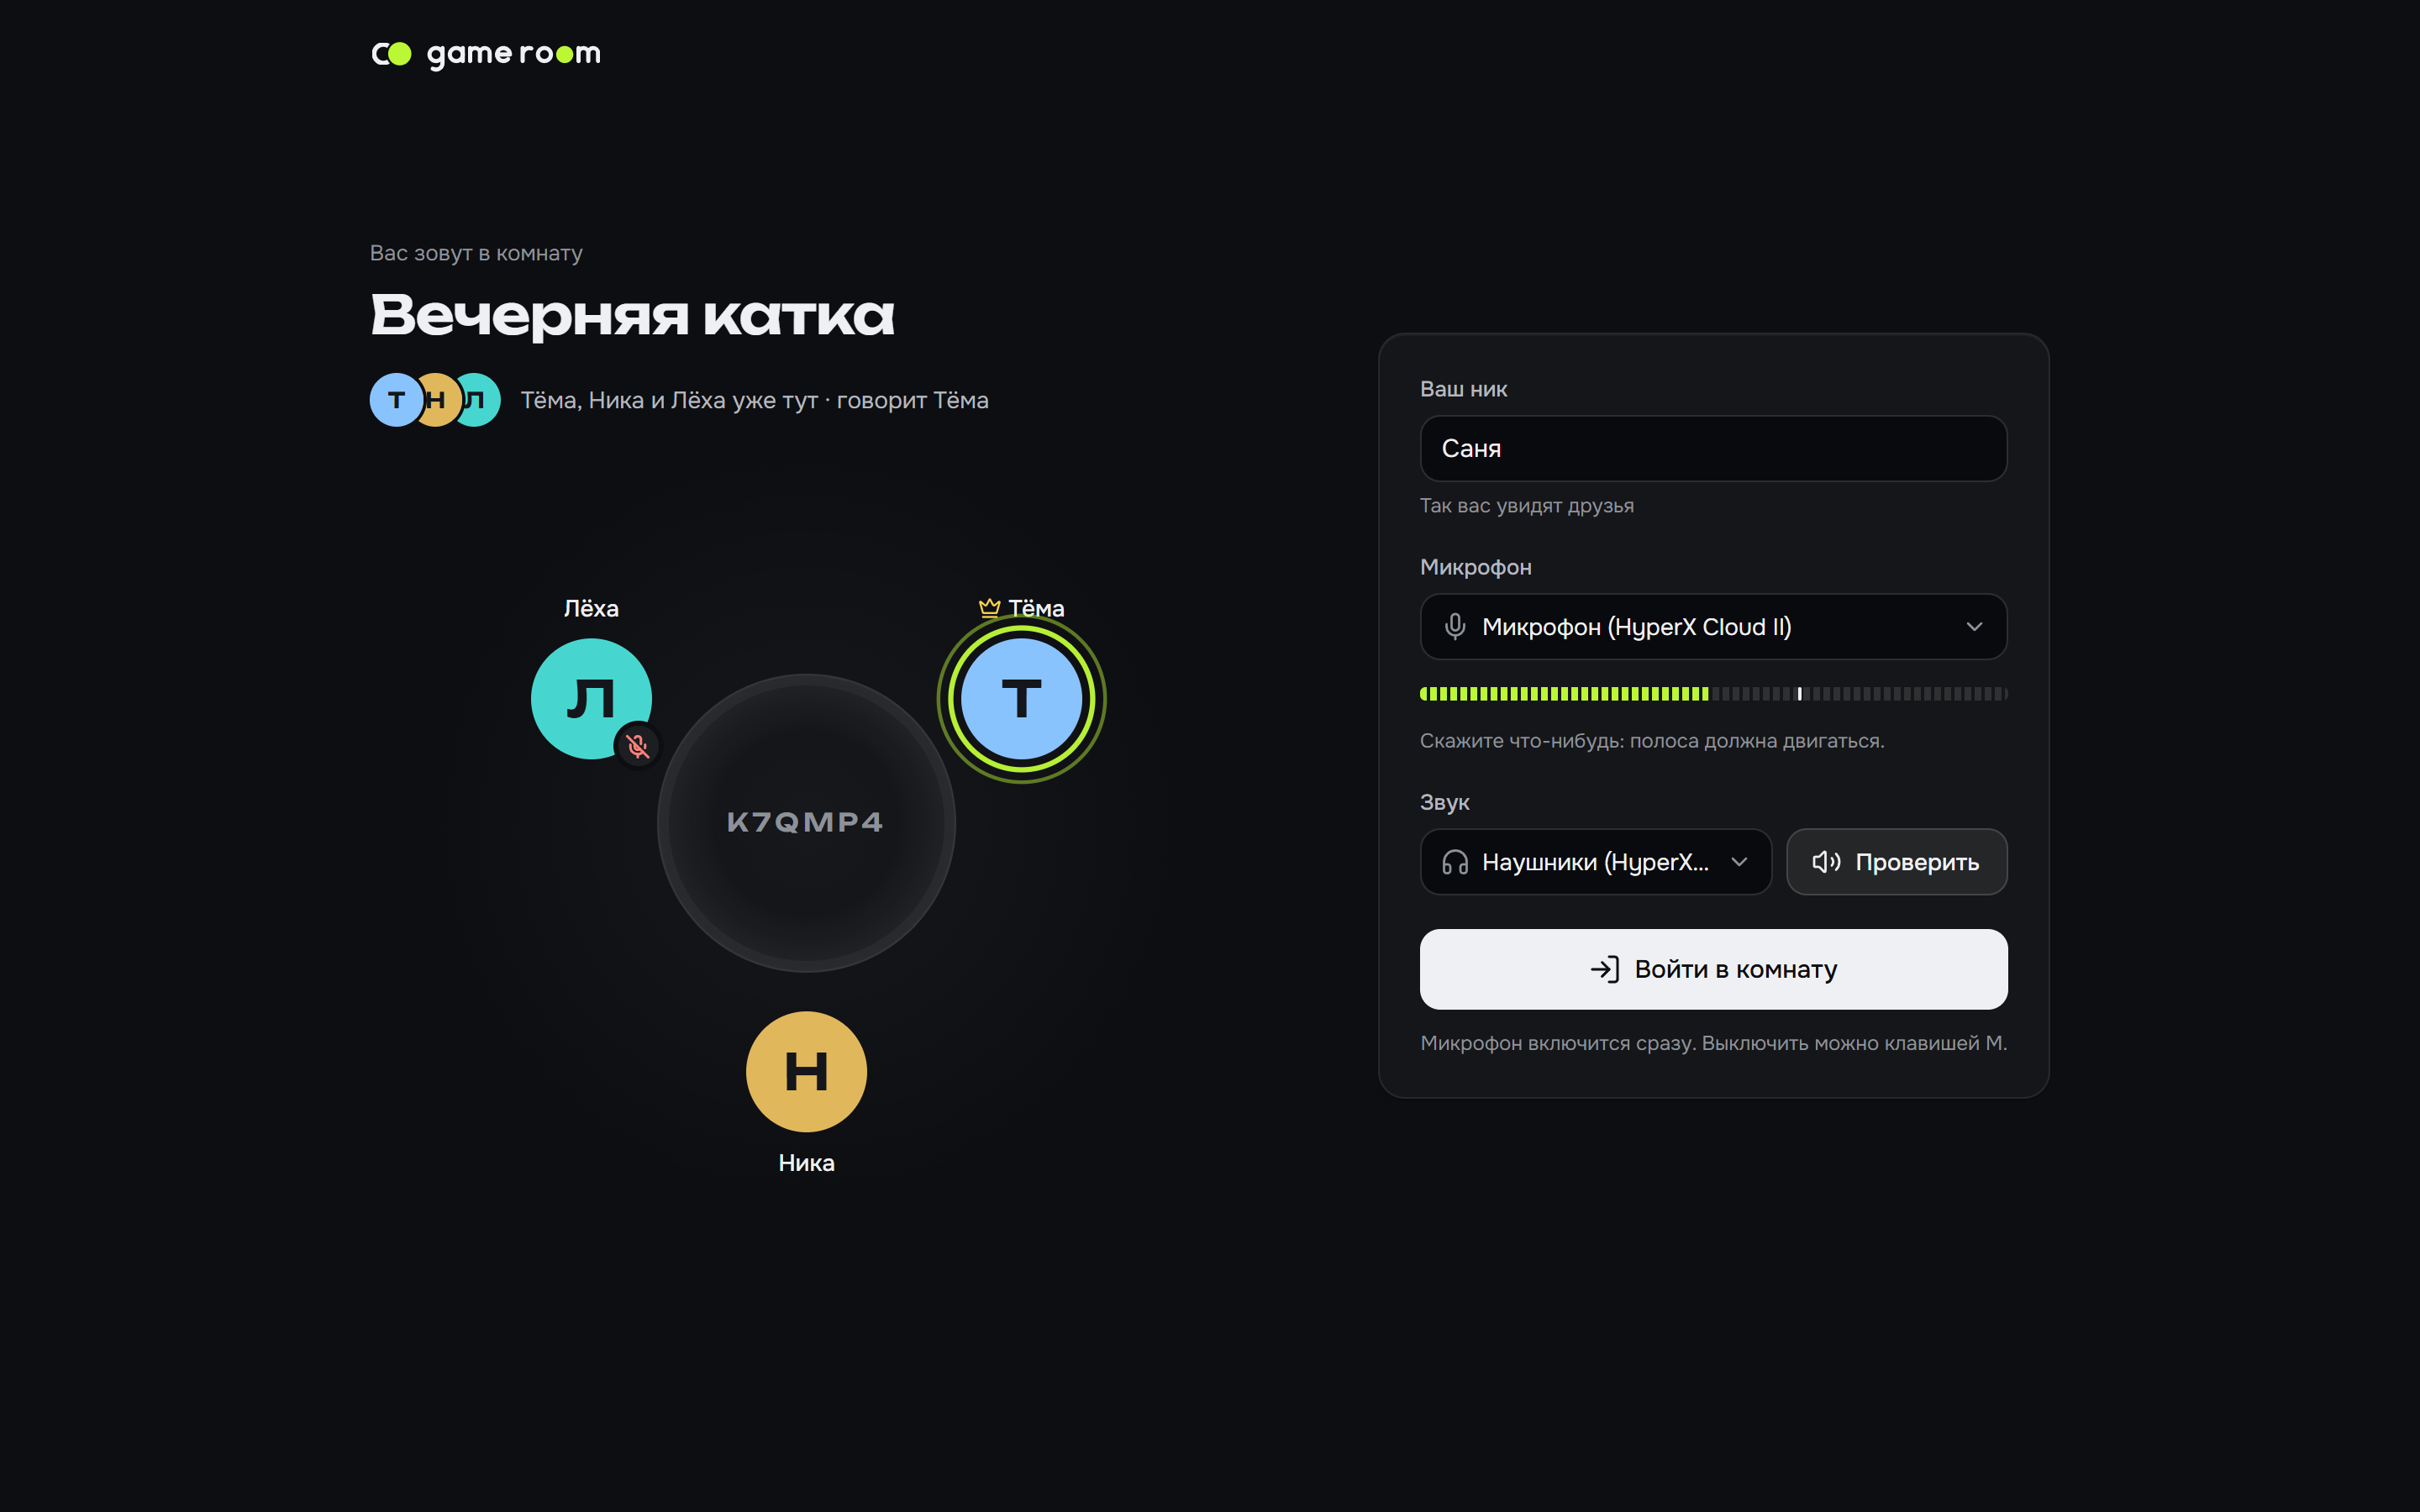 game room
Вас зовут в комнату
Вечерняя катка
Т Н Л Тёма, Ника и Лёха уже тут · говорит Тёма
Лёха
Тёма
Л
Т
K7QMP4
Н
Ника
Ваш ник
Саня
Так вас увидят друзья
Микрофон
Микрофон (HyperX Cloud II)
Скажите что-нибудь: полоса должна двигаться.
Звук
Наушники (HyperX... Проверить
Войти в комнату
Микрофон включится сразу. Выключить можно клавишей M.